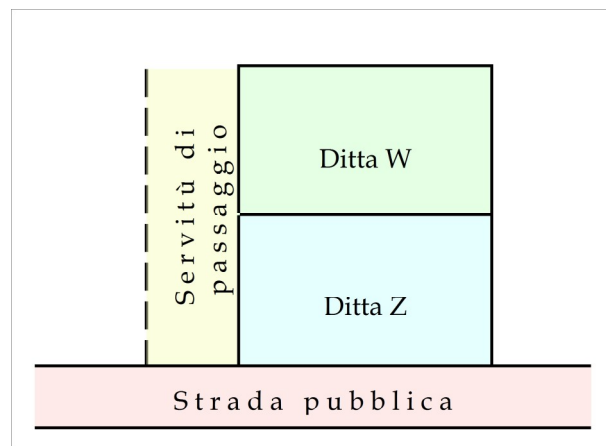 Servitù di
passaggio
Ditta W
Ditta Z
Strada pubblica